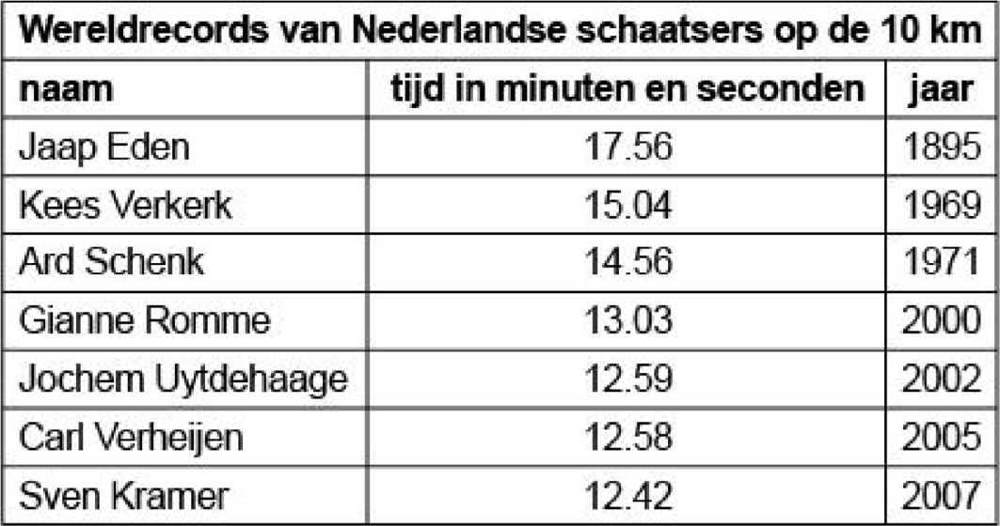 Wereldrecords van Nederlandse schaatsers op de 10 km
naam tijd in minuten en seconden jaar
Jaap Eden 17.56 1895
Kees Verkerk 15.04 1969
Ard Schenk 14.56 1971
Gianne Romme 13.03 2000
Jochem Uytdehaage 12.59 2002
Carl Verheijen 12.58 2005
Sven Kramer 12.42 2007